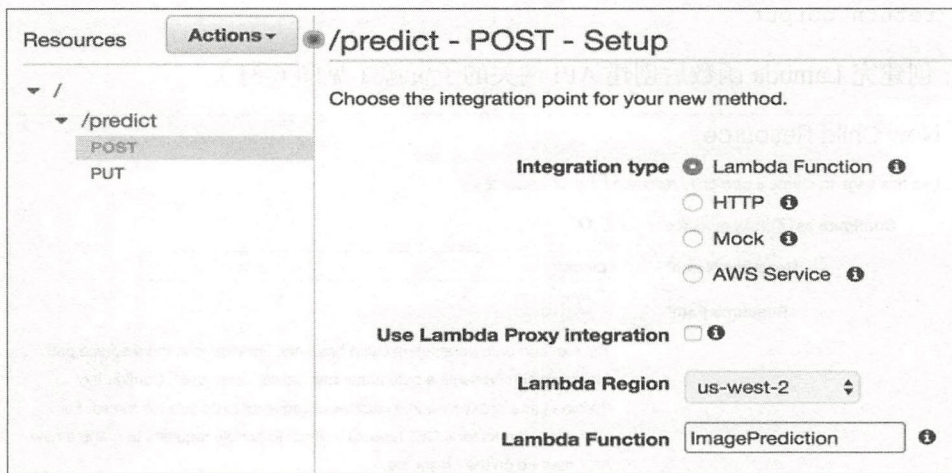 Resources
Actions
/predict - POST - Setup
/
/predict
POST
PUT
Choose the integration point for your new method.
Integration type
Lambda Function
HTTP
Mock
AWS Service
Use Lambda Proxy integration
Lambda Region
us-west-2
Lambda Function
ImagePrediction